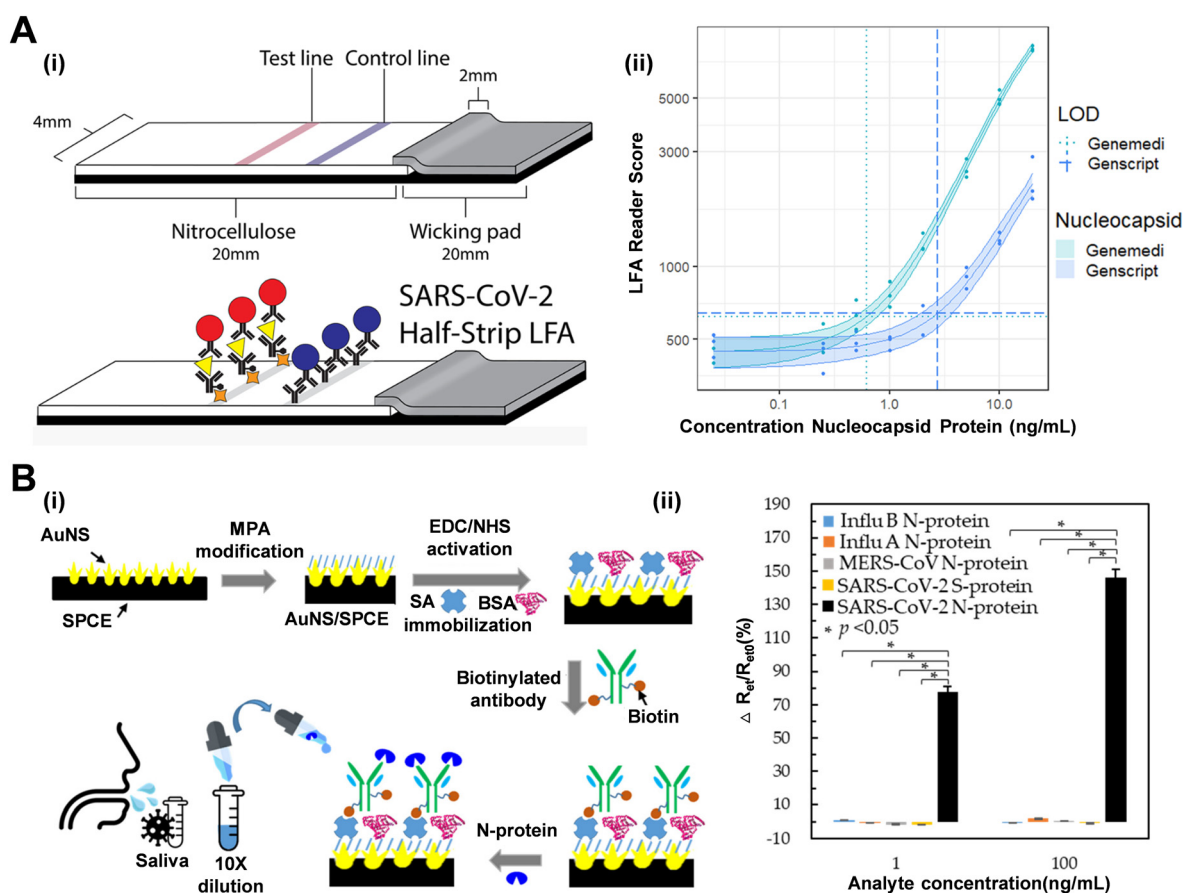 A
(i)
Test line
Control line
2mm
4mm
Nitrocellulose
20mm
Wicking pad
20mm
SARS-CoV-2
Half-Strip LFA
(ii)
LFA Reader Score
5000
3000
1000
500
0.1
1.0
10.0
Concentration Nucleocapsid Protein (ng/mL)
LOD
Genemedi
Genscript
Nucleocapsid
Genemedi
Genscript
B
(i)
AuNS
SPCE
MPA
modification
AuNS/SPCE
EDC/NHS
activation
SA
BSA
immobilization
Biotinylated
antibody
Biotin
N-protein
Saliva
10X
dilution
(ii)
△ Ret/Ret0(%)
190
170
150
130
110
90
70
50
30
10
-10
Influ B N-protein
Influ A N-protein
MERS-CoV N-protein
SARS-CoV-2 S-protein
SARS-CoV-2 N-protein
* p <0.05
*
*
*
*
*
*
*
*
1
100
Analyte concentration(ng/mL)